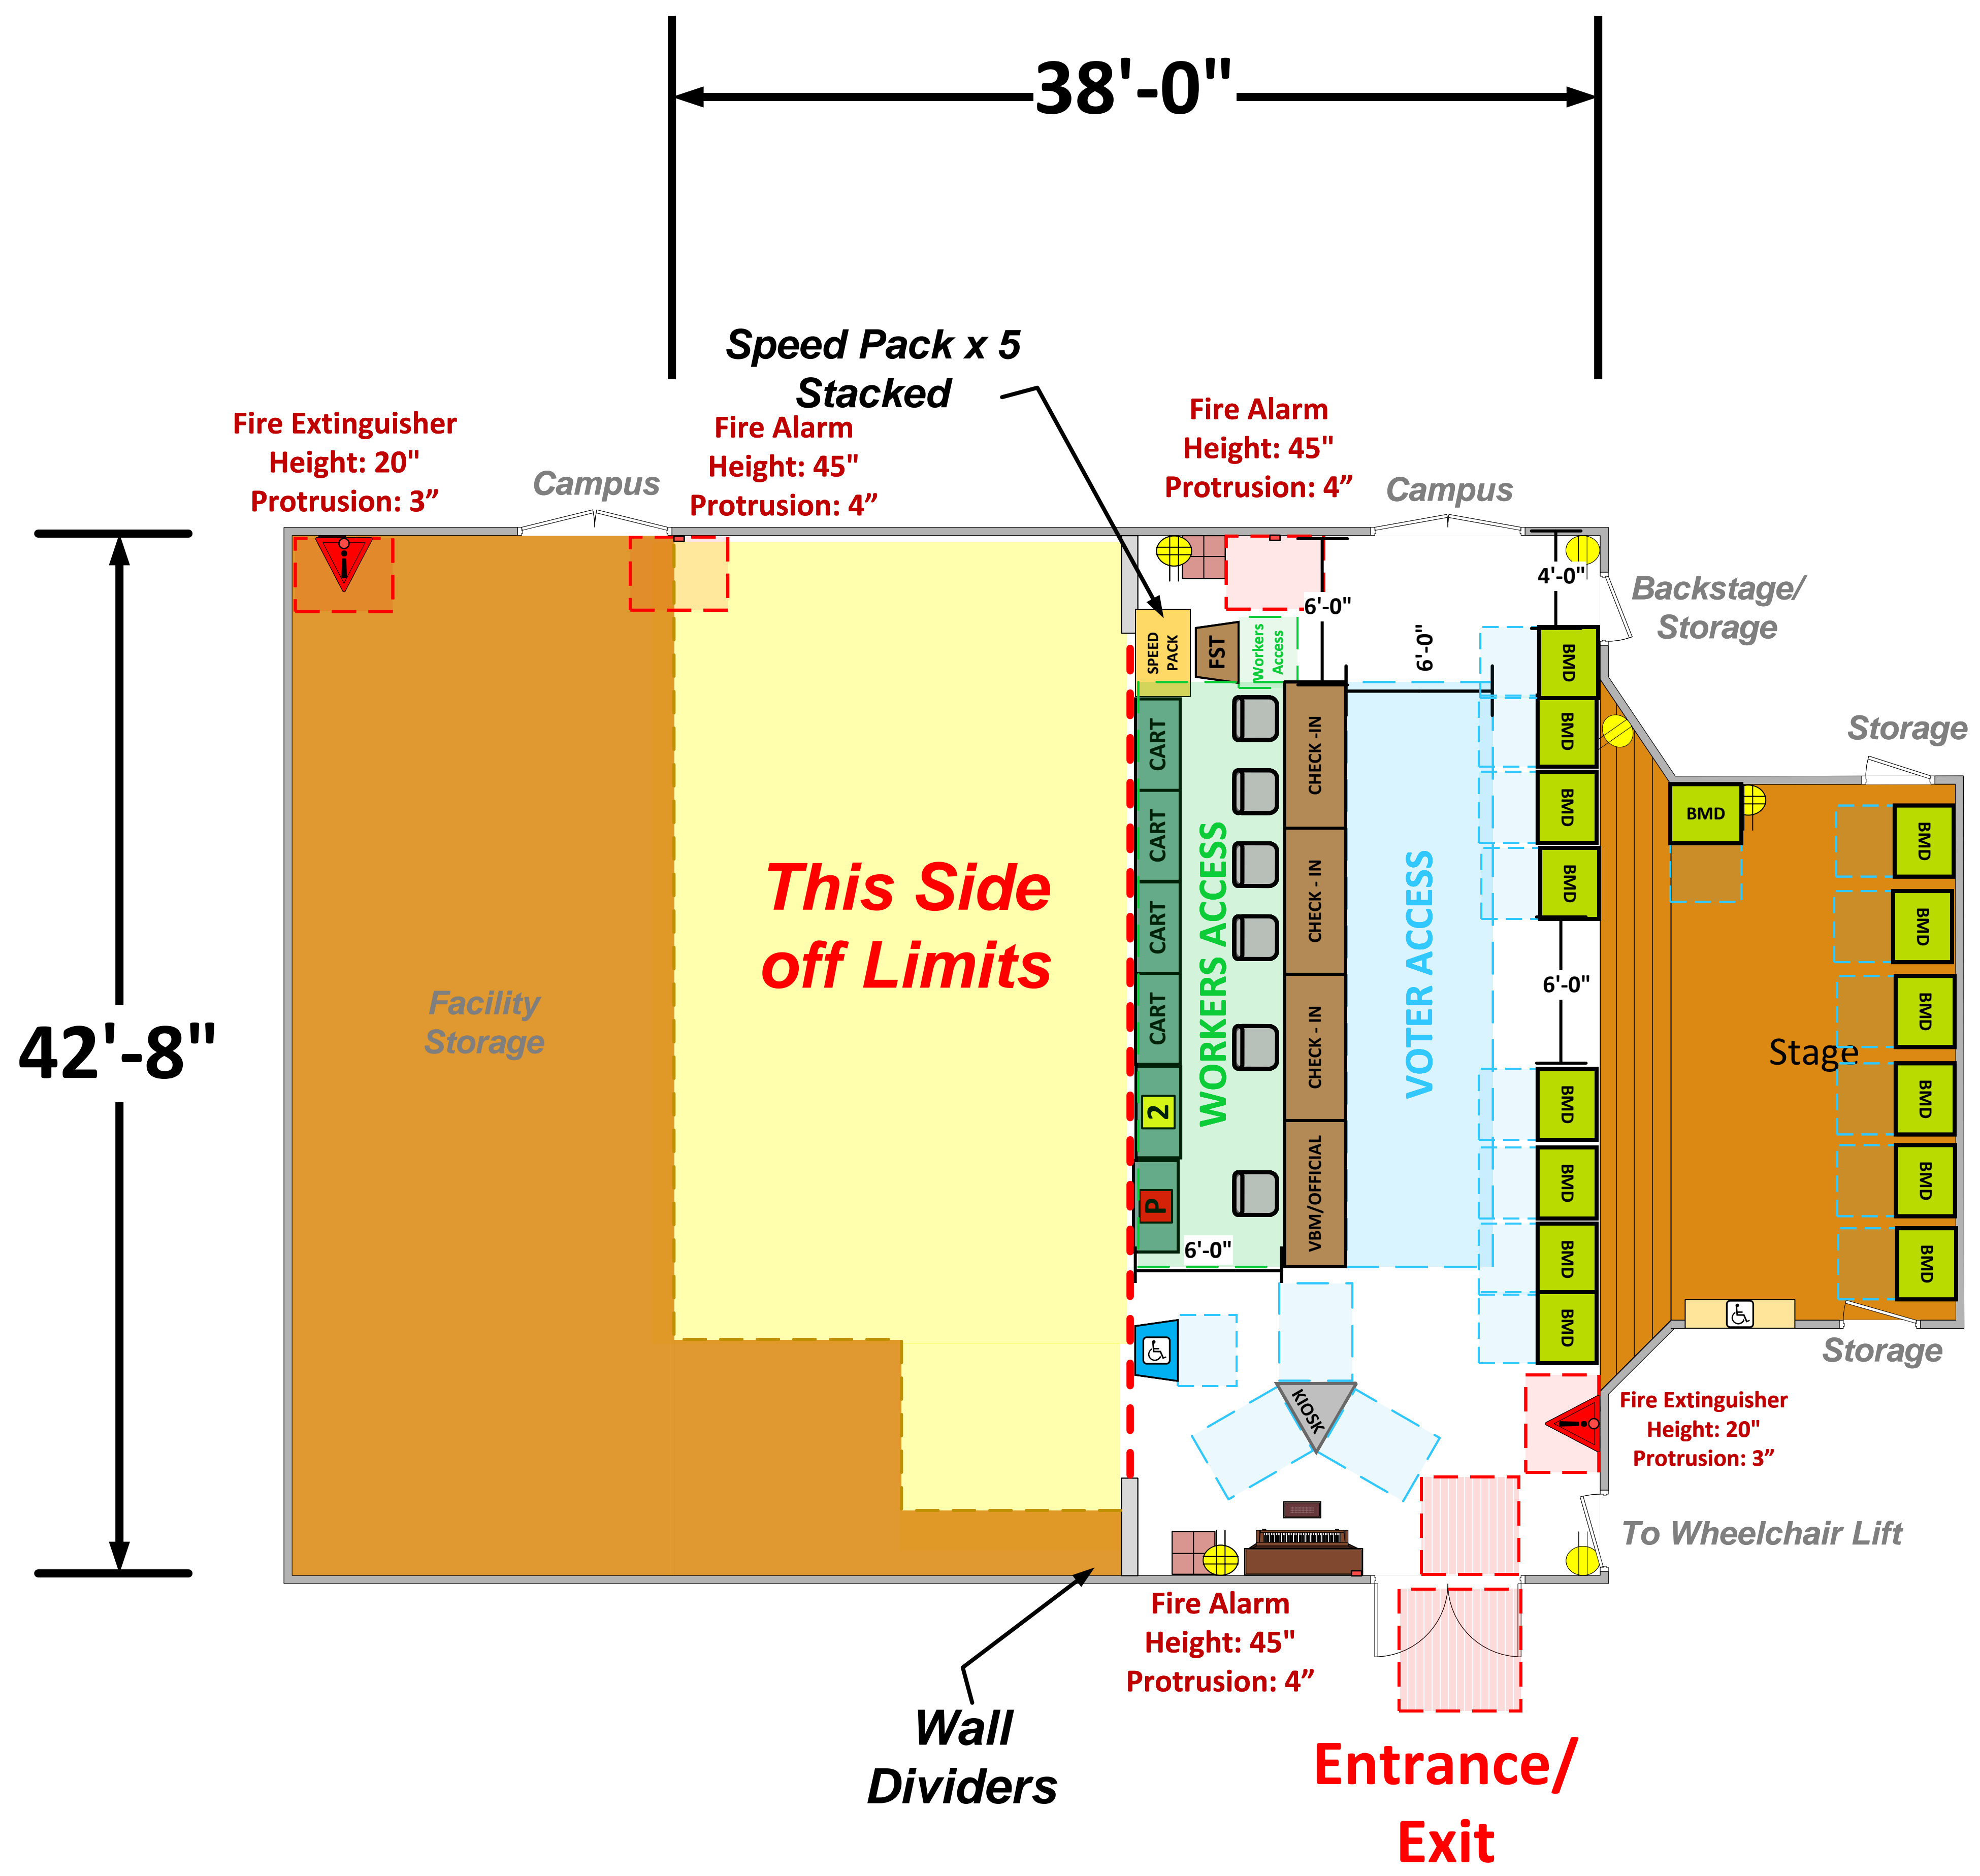 38'-0"
Speed Pack x 5
Stacked
Fire Extinguisher
Height: 20"
Protrusion: 3”
Campus
Fire Alarm
Height: 45"
Protrusion: 4”
Fire Alarm
Height: 45"
Protrusion: 4”
Campus
4'-0"
Backstage/
Storage
6'-0"
6'-0"
SPEED
PACK
FST
Workers
Access
BMD
BMD
BMD
BMD
Storage
BMD
BMD
BMD
BMD
BMD
BMD
BMD
CART
CART
CART
CART
2
P
WORKERS ACCESS
CHECK -IN
CHECK - IN
CHECK - IN
VBM/OFFICIAL
VOTER ACCESS
This Side
off Limits
Facility
Storage
42'-8"
6'-0"
Stage
BMD
BMD
BMD
BMD
6'-0"
Storage
KIOSK
Fire Extinguisher
Height: 20"
Protrusion: 3”
To Wheelchair Lift
Fire Alarm
Height: 45"
Protrusion: 4”
Wall
Dividers
Entrance/
Exit